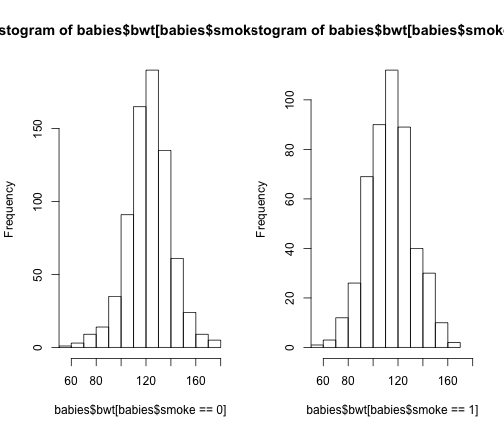 stogram of babies$bwt[babies$smok
stogram of babies$bwt[babies$smoke
Frequency
150
100
50
0
60 80 120 160
babies$bwt[babies$smoke == 0]
Frequency
100
80
60
40
20
0
60 80 120 160
babies$bwt[babies$smoke == 1]